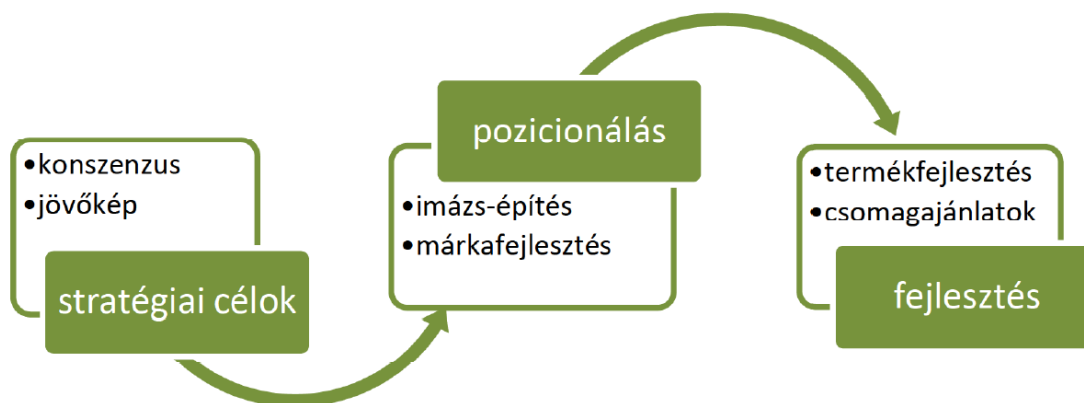 •konszenzus
•jövőkép
stratégiai célok
pozicionálás
•imázs-építés
•márkafejlesztés
•termékfejlesztés
•csomagajánlatok
fejlesztés